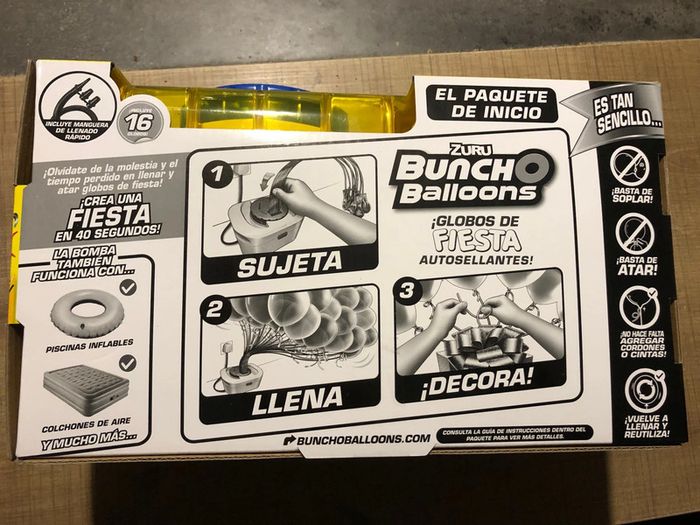 INCLUYE MANGUERA
DE LLENADO
RÁPIDO
¡INCLUYE
16
GLOBOS!
EL PAQUETE
DE INICIO
ES TAN
SENCILLO...
¡Olvídate de la molestia y el
tiempo perdido en llenar y
atar globos de fiesta!
¡CREA UNA
FIESTA
EN 40 SEGUNDOS!
LA BOMBA
TAMBIÉN
FUNCIONA CON...
PISCINAS INFLABLES
COLCHONES DE AIRE
Y MUCHO MÁS...
1
SUJETA
2
LLENA
3
¡DECORA!
ZURU
BUNCHO
Balloons
¡GLOBOS DE
FIESTA
AUTOSELLANTES!
¡BASTA DE
SOPLAR!
¡BASTA DE
ATAR!
¡NO HACE FALTA
AGREGAR
CORDONES
O CINTAS!
¡VUELVE A
LLENAR Y
REUTILIZA!
BUNCHOBALLOONS.COM
CONSULTA LA GUÍA DE INSTRUCCIONES DENTRO DEL
PAQUETE PARA VER MÁS DETALLES.